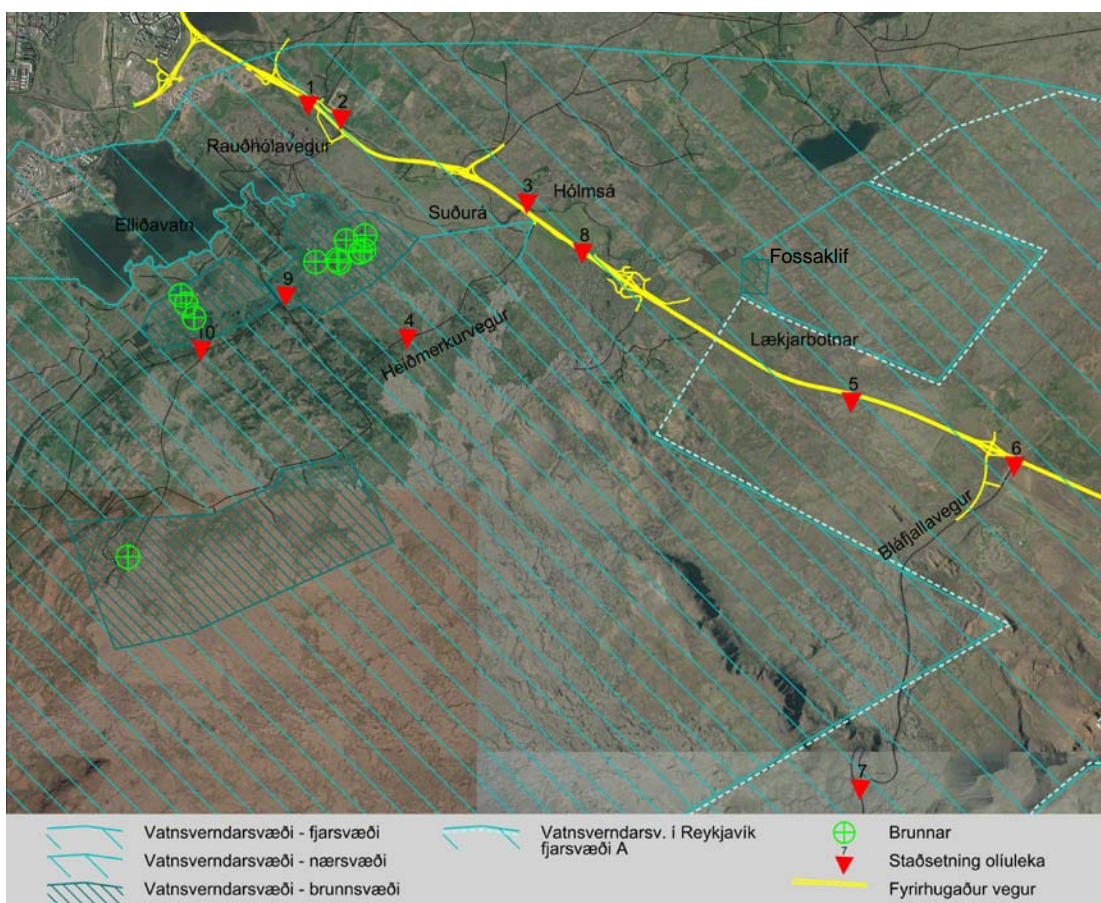 1
2
Rauðhólavegur
3
Hólmsá
Suðurá
Elliðavatn
8
Fossaklif
9
4
Heiðmerkurvegur
10
Lækjarbotnar
5
6
Bláfjallavegur
7
Vatnsverndarsvæði - fjarsvæði
Vatnsverndarsvæði - nærsvæði
Vatnsverndarsvæði - brunnsvæði
Vatnsverndarsv. í Reykjavík
fjarsvæði A
Brunnar
7
Staðsetning olíuleka
Fyrirhugaður vegur